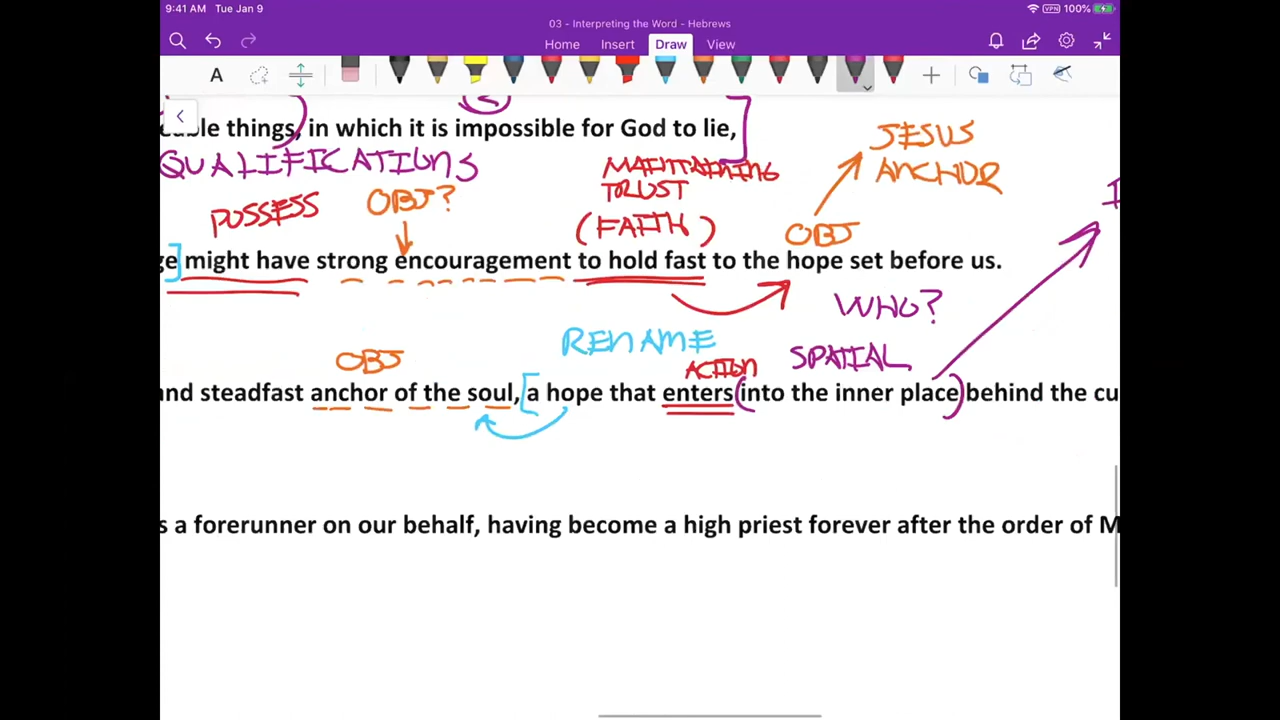 9:41 AM Tue Jan 9
VPN 100%
03 - Interpreting the Word - Hebrews
Home Insert Draw View
A
things, in which it is impossible for God to lie,
JESUS
ANCHOR
QUALIFICATIONS
MAINTAINING
TRUST
POSSESS
OBJ?
(FAITH)
OBJ
might have strong encouragement to hold fast to the hope set before us.
WHO?
RENAME
SPATIAL
OBJ
ACTION
steadfast anchor of the soul, [a hope that enters (into the inner place) behind the cu
s a forerunner on our behalf, having become a high priest forever after the order of M